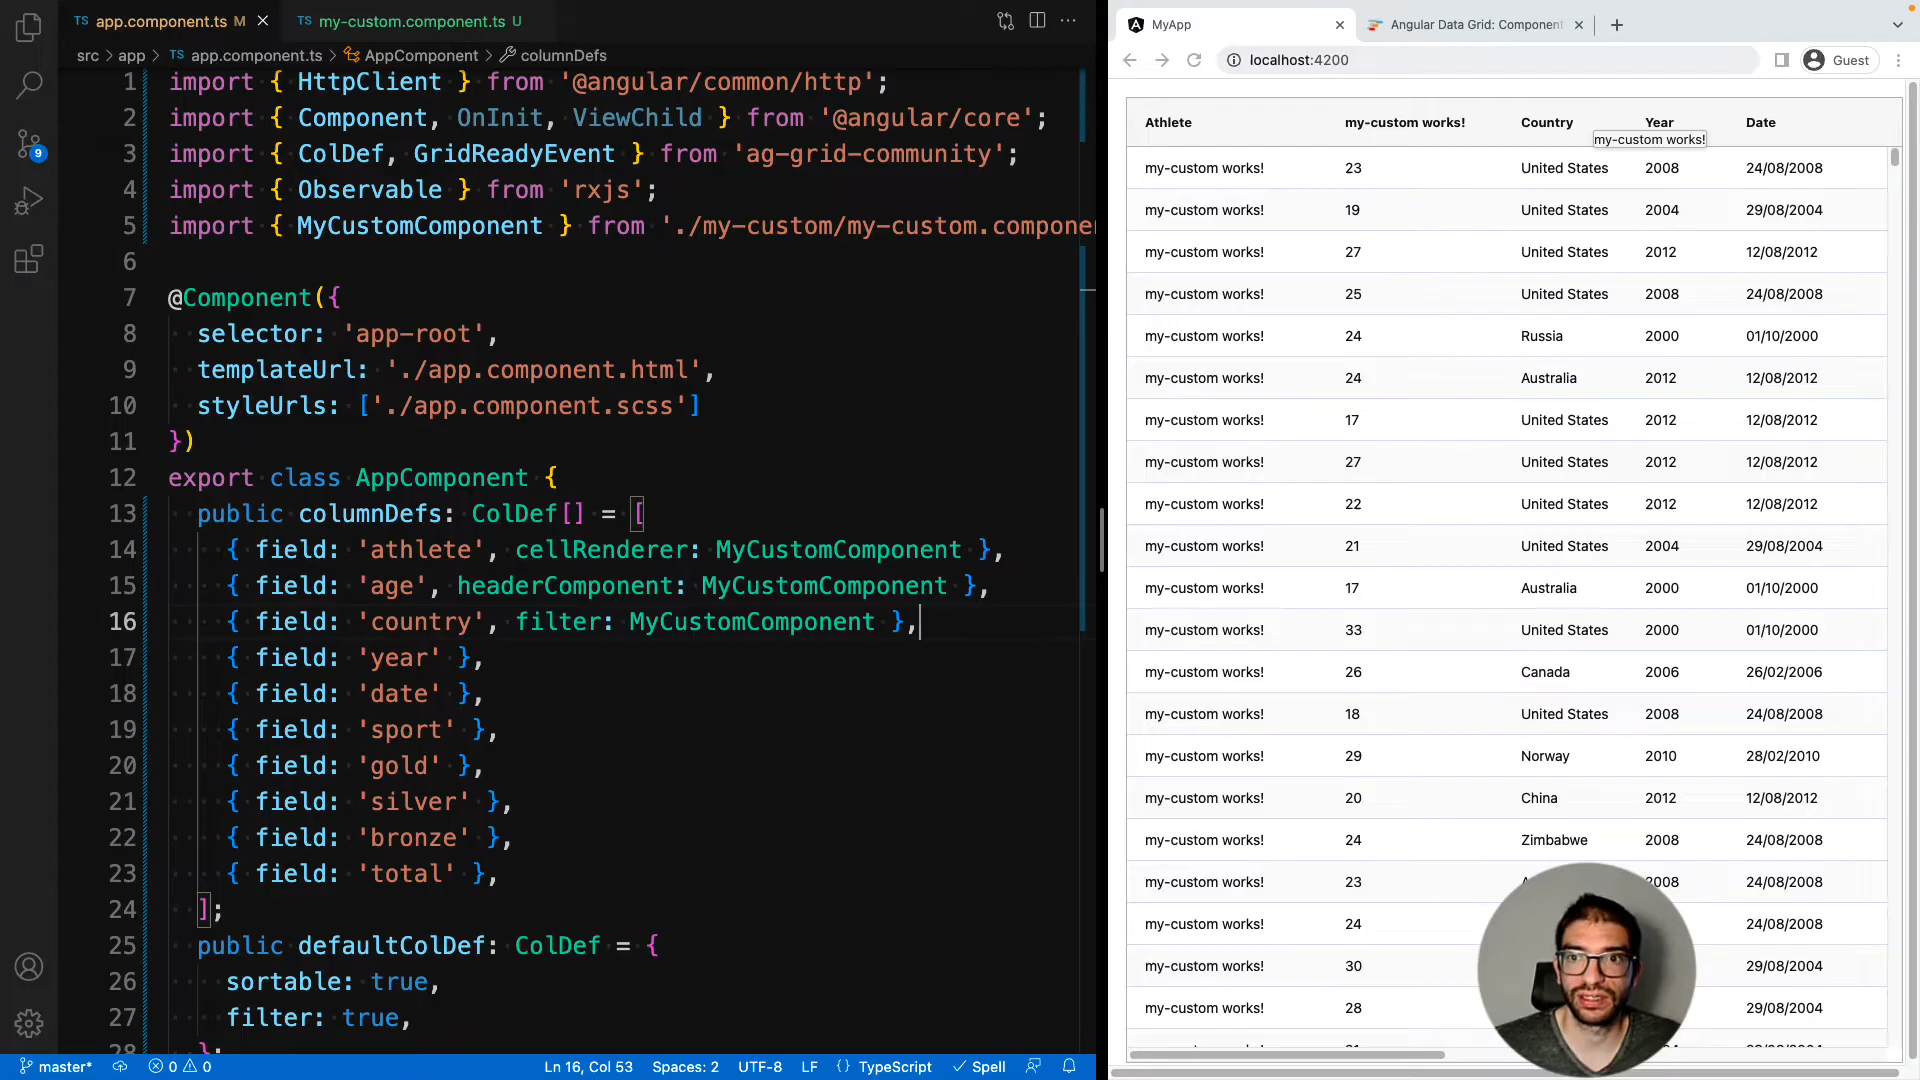 TS app.component.ts M
TS my-custom.component.ts U
src > app > TS app.component.ts > AppComponent > columnDefs
1 import { HttpClient } from '@angular/common/http';
2 import { Component, OnInit, ViewChild } from '@angular/core';
3 import { ColDef, GridReadyEvent } from 'ag-grid-community';
4 import { Observable } from 'rxjs';
5 import { MyCustomComponent } from './my-custom/my-custom.compone
6
7 @Component({
8 selector: 'app-root',
9 templateUrl: './app.component.html',
10 styleUrls: ['./app.component.scss']
11 })
12 export class AppComponent {
13 public columnDefs: ColDef[] = [
14 { field: 'athlete', cellRenderer: MyCustomComponent },
15 { field: 'age', headerComponent: MyCustomComponent },
16 { field: 'country', filter: MyCustomComponent },
17 { field: 'year' },
18 { field: 'date' },
19 { field: 'sport' },
20 { field: 'gold' },
21 { field: 'silver' },
22 { field: 'bronze' },
23 { field: 'total' },
24 ];
25 public defaultColDef: ColDef = {
26 sortable: true,
27 filter: true,
28 };
9
master* 0 0 Ln 16, Col 53 Spaces: 2 UTF-8 LF {} TypeScript Spell
MyApp
Angular Data Grid: Component
localhost:4200
Guest
Athlete my-custom works! Country Year Date
my-custom works!
my-custom works! 23 United States 2008 24/08/2008
my-custom works! 19 United States 2004 29/08/2004
my-custom works! 27 United States 2012 12/08/2012
my-custom works! 25 United States 2008 24/08/2008
my-custom works! 24 Russia 2000 01/10/2000
my-custom works! 24 Australia 2012 12/08/2012
my-custom works! 17 United States 2012 12/08/2012
my-custom works! 27 United States 2012 12/08/2012
my-custom works! 22 United States 2012 12/08/2012
my-custom works! 21 United States 2004 29/08/2004
my-custom works! 17 Australia 2000 01/10/2000
my-custom works! 33 United States 2000 01/10/2000
my-custom works! 26 Canada 2006 26/02/2006
my-custom works! 18 United States 2008 24/08/2008
my-custom works! 29 Norway 2010 28/02/2010
my-custom works! 20 China 2012 12/08/2012
my-custom works! 24 Zimbabwe 2008 24/08/2008
my-custom works! 23 2008 24/08/2008
my-custom works! 24 24/08/2008
my-custom works! 30 29/08/2004
my-custom works! 28 29/08/2004